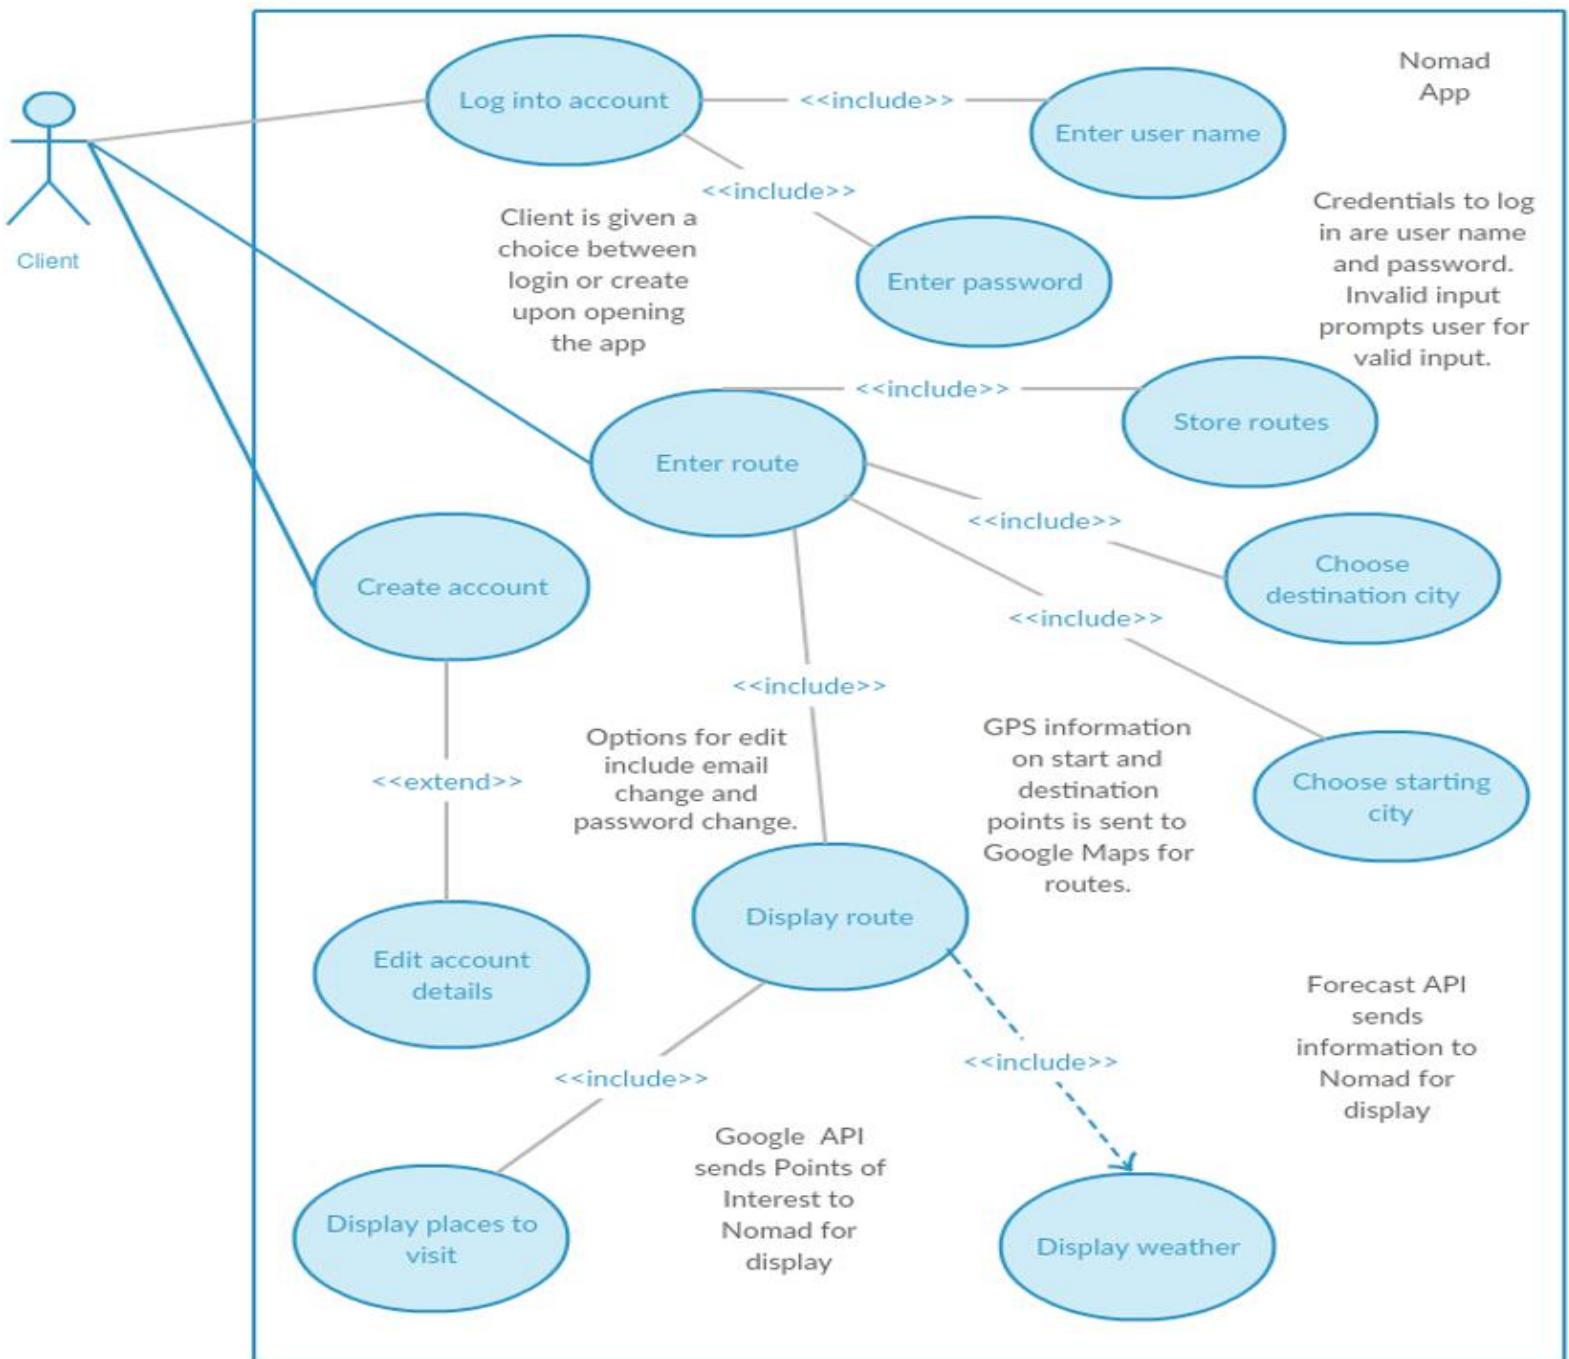 Nomad
App
Log into account
<<include>>
Enter user name
<<include>>
Client
Client is given a
choice between
login or create
upon opening
the app
Enter password
Credentials to log
in are user name
and password.
Invalid input
prompts user for
valid input.
<<include>>
Store routes
Enter route
<<include>>
Choose
destination city
Create account
<<include>>
<<include>>
<<extend>>
Options for edit
include email
change and
password change.
GPS information
on start and
destination
points is sent to
Google Maps for
routes.
Choose starting
city
Display route
Edit account
details
Forecast API
sends
information to
Nomad for
display
<<include>>
<<include>>
Google API
sends Points of
Interest to
Nomad for
display
Display places to
visit
Display weather